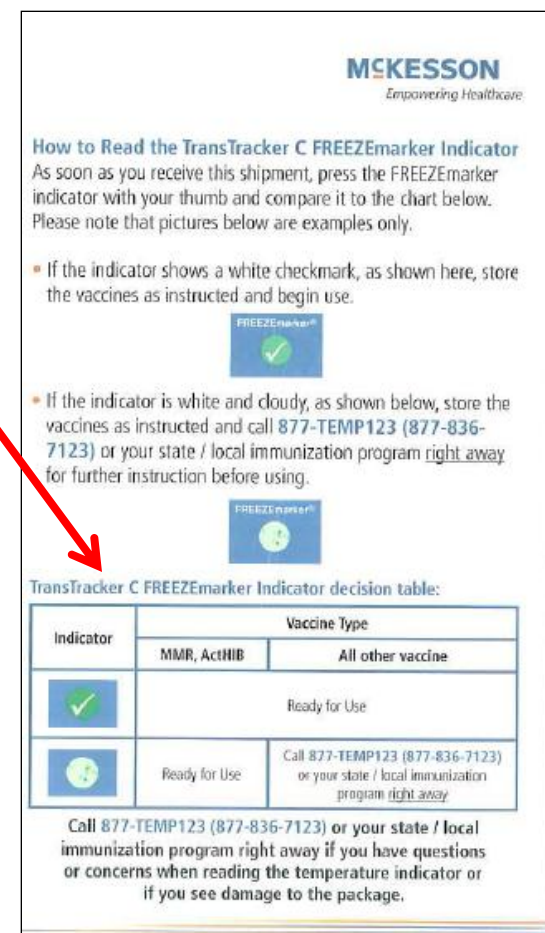 MCKESSON
Empowering Healthcare
How to Read the TransTracker C FREEZEmarker Indicator
As soon as you receive this shipment, press the FREEZEmarker
indicator with your thumb and compare it to the chart below.
Please note that pictures below are examples only.
• If the indicator shows a white checkmark, as shown here, store
the vaccines as instructed and begin use.
FREEZEmarker®
• If the indicator is white and cloudy, as shown below, store the
vaccines as instructed and call 877-TEMP123 (877-836-
7123) or your state / local immunization program right away
for further instruction before using.
FREEZEmarker®
TransTracker C FREEZEmarker Indicator decision table:
Indicator
Vaccine Type
MMR, ActHIB
All other vaccine
Ready for Use
Ready for Use
Call 877-TEMP123 (877-836-7123)
or your state / local immunization
program right away
Call 877-TEMP123 (877-836-7123) or your state / local
immunization program right away if you have questions
or concerns when reading the temperature indicator or
if you see damage to the package.